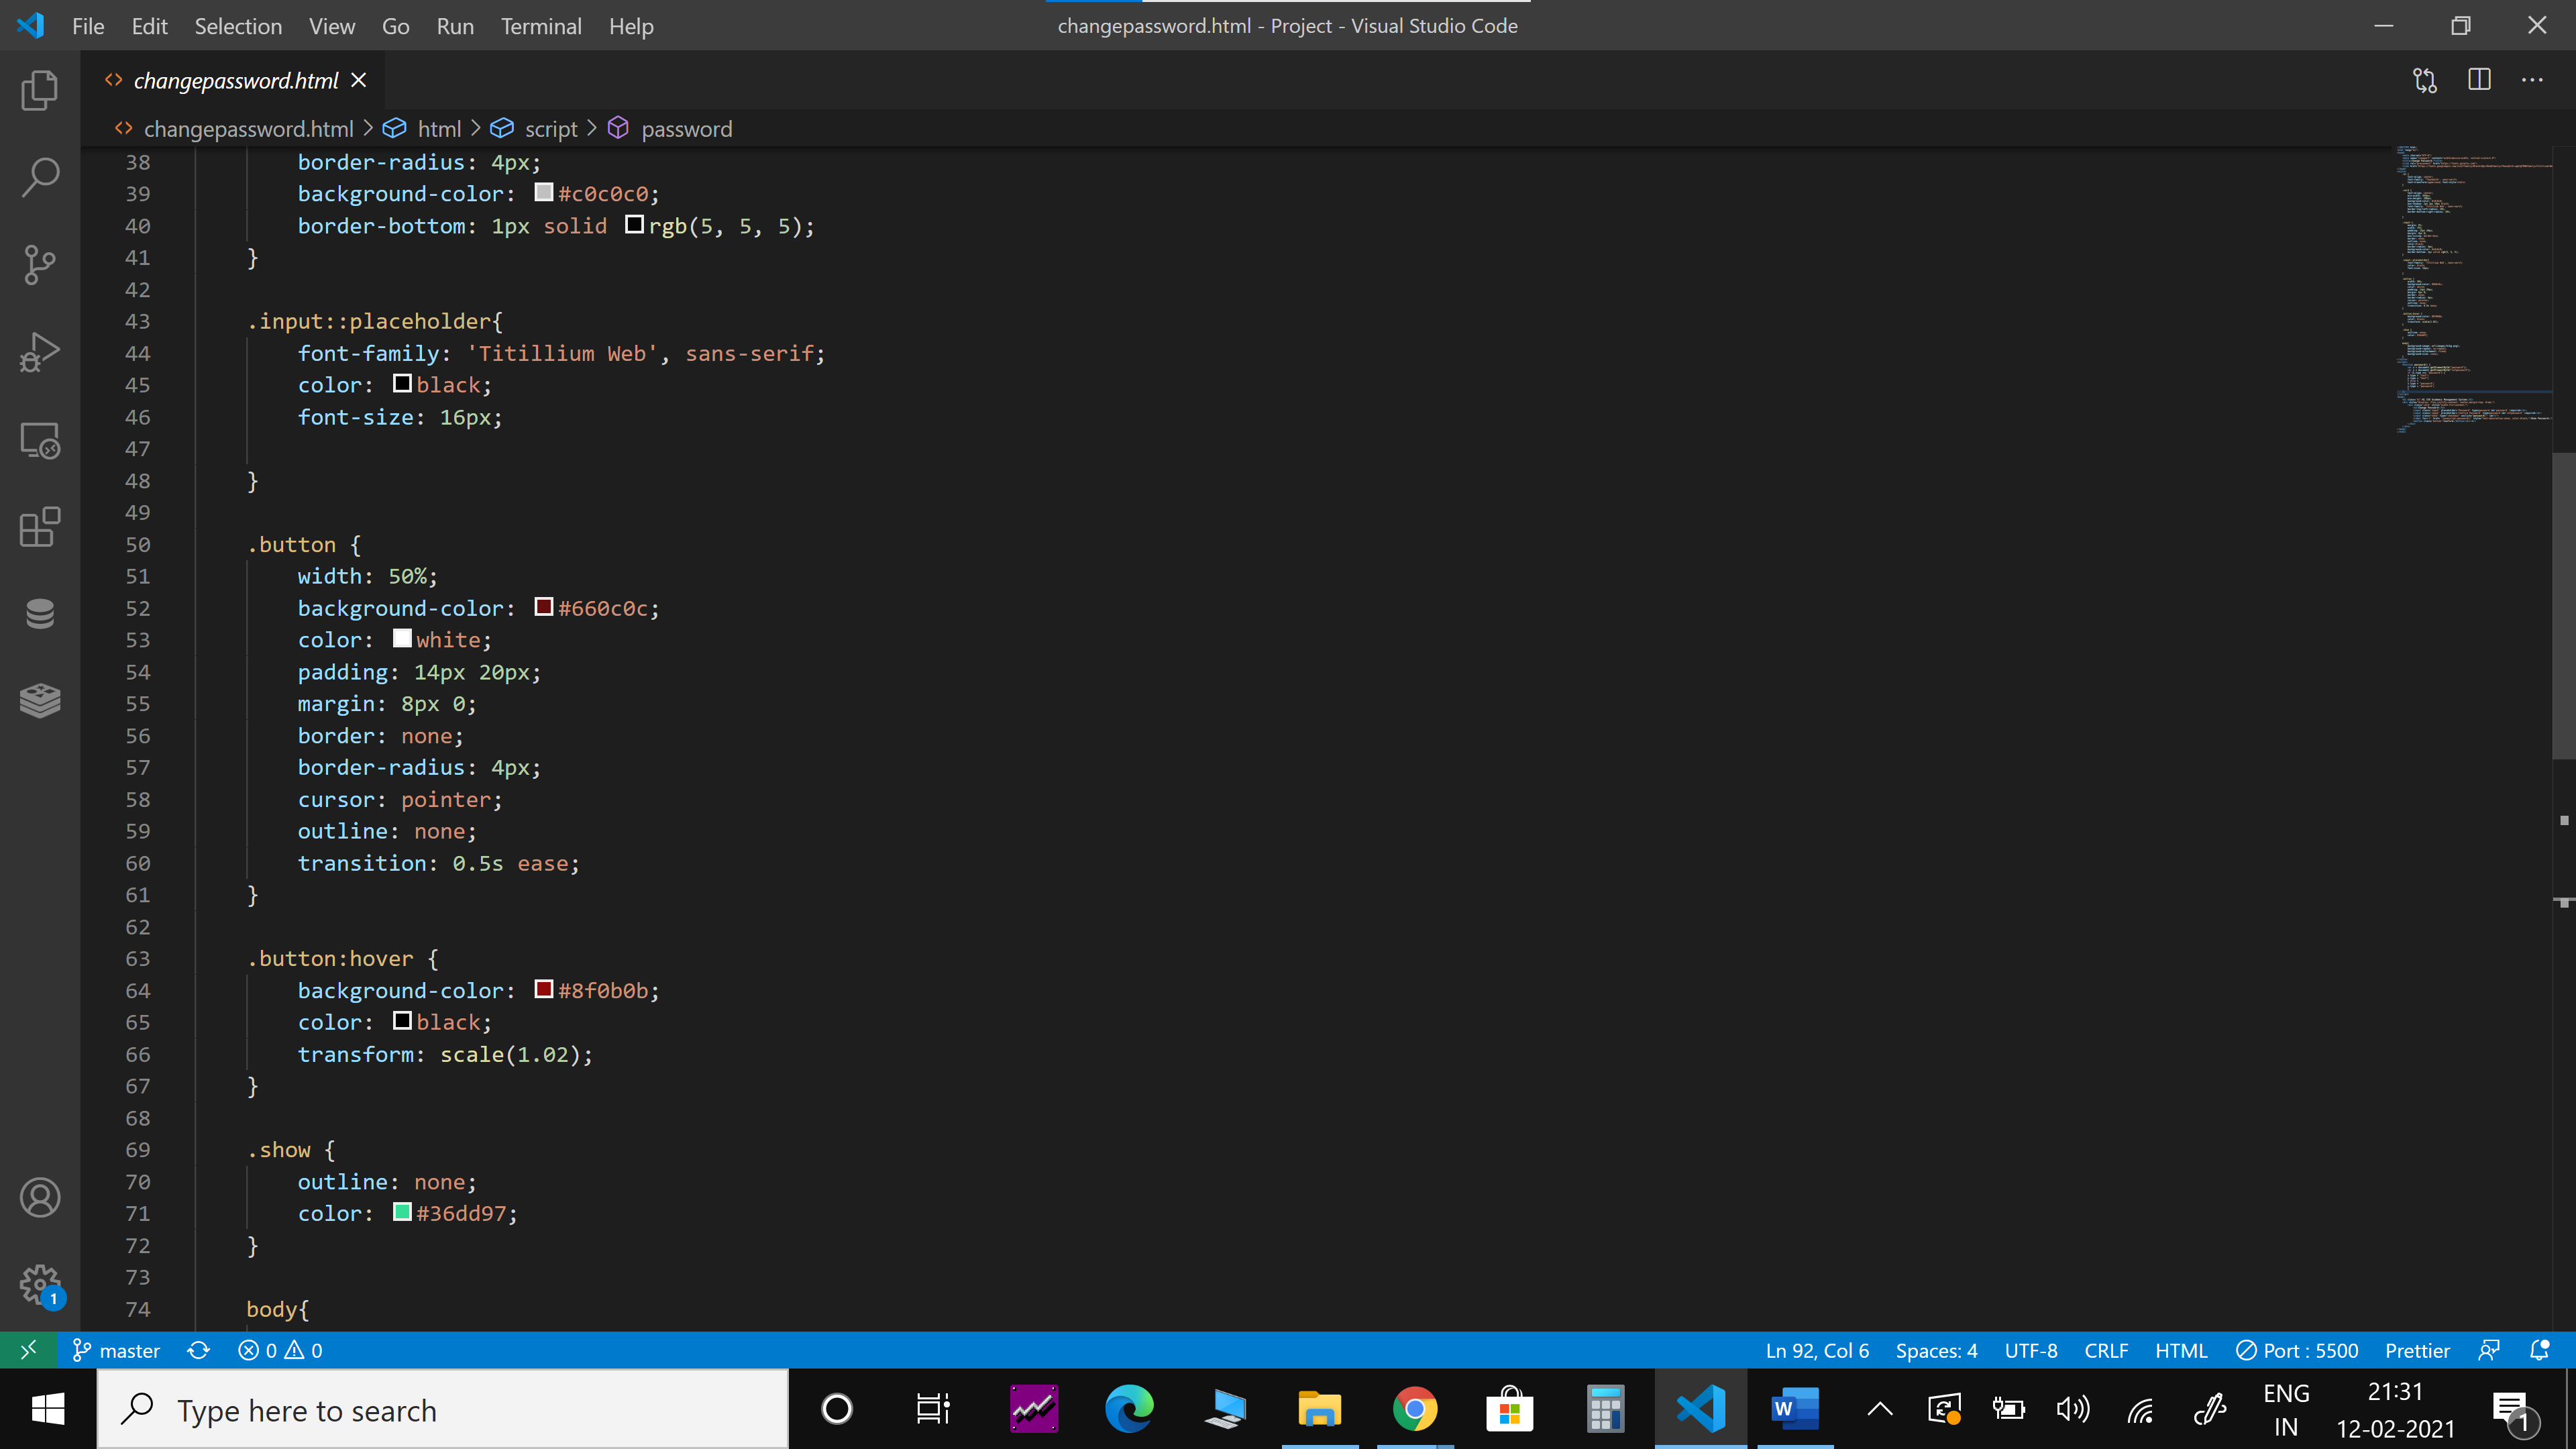 File Edit Selection View Go Run Terminal Help
changepassword.html - Project - Visual Studio Code
changepassword.html
changepassword.html > html > script > password
38 border-radius: 4px;
39 background-color: #c0c0c0;
40 border-bottom: 1px solid rgb(5, 5, 5);
41 }
42
43 .input::placeholder{
44 font-family: 'Titillium Web', sans-serif;
45 color: black;
46 font-size: 16px;
47
48 }
49
50 .button {
51 width: 50%;
52 background-color: #660c0c;
53 color: white;
54 padding: 14px 20px;
55 margin: 8px 0;
56 border: none;
57 border-radius: 4px;
58 cursor: pointer;
59 outline: none;
60 transition: 0.5s ease;
61 }
62
63 .button:hover {
64 background-color: #8f0b0b;
65 color: black;
66 transform: scale(1.02);
67 }
68
69 .show {
70 outline: none;
71 color: #36dd97;
72 }
73
74 body{
1
master 0 0 Ln 92, Col 6 Spaces: 4 UTF-8 CRLF HTML Port : 5500 Prettier
Type here to search
W
ENG
IN
21:31
12-02-2021
1